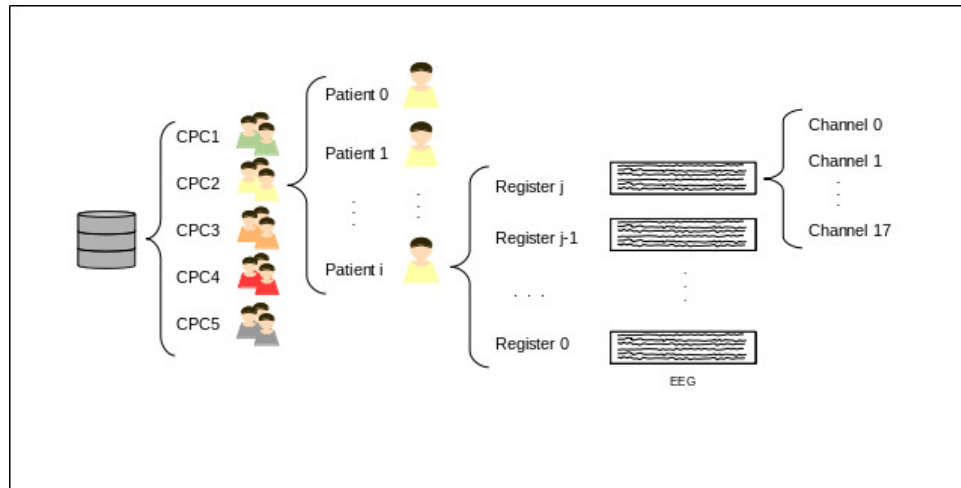 CPC1
CPC2
CPC3
CPC4
CPC5
Patient 0
Patient 1
Patient i
Register j
Register j-1
. . .
Register 0
EEG
Channel 0
Channel 1
Channel 17